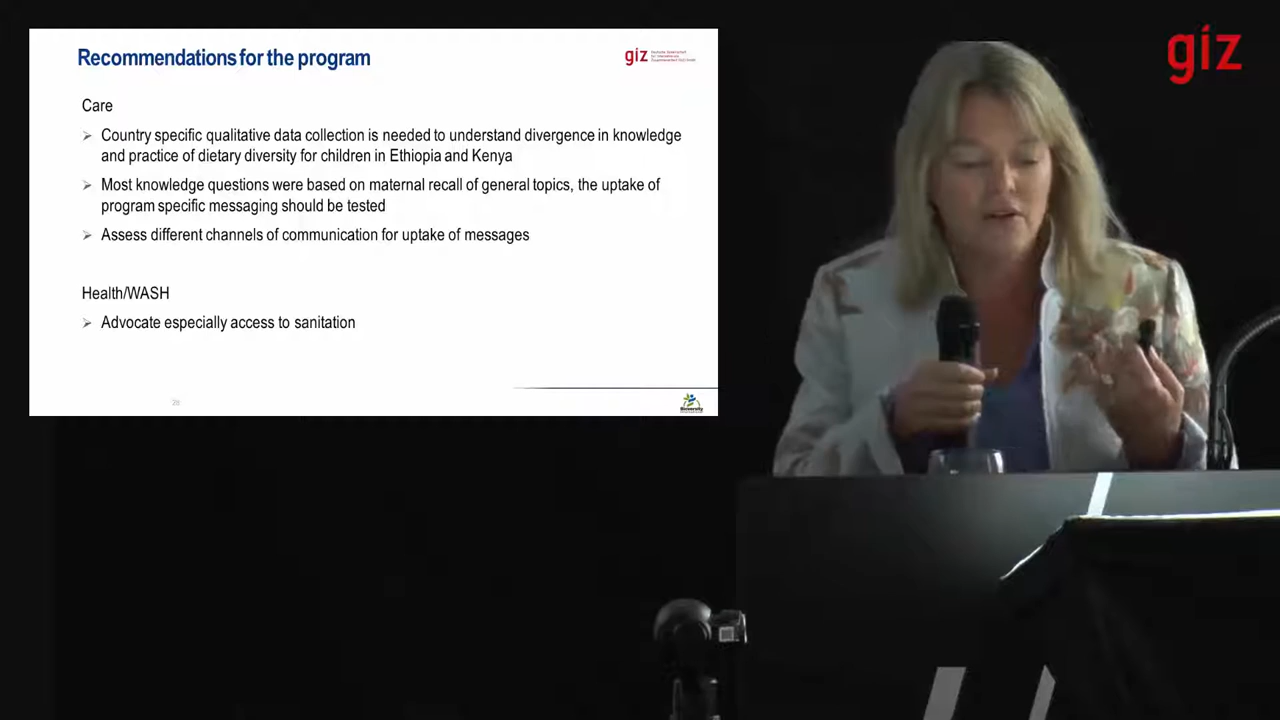 Recommendations for the program
giz
Care
➢ Country specific qualitative data collection is needed to understand divergence in knowledge
and practice of dietary diversity for children in Ethiopia and Kenya
➢ Most knowledge questions were based on maternal recall of general topics, the uptake of
program specific messaging should be tested
➢ Assess different channels of communication for uptake of messages
Health/WASH
➢ Advocate especially access to sanitation
Bioversity
giz